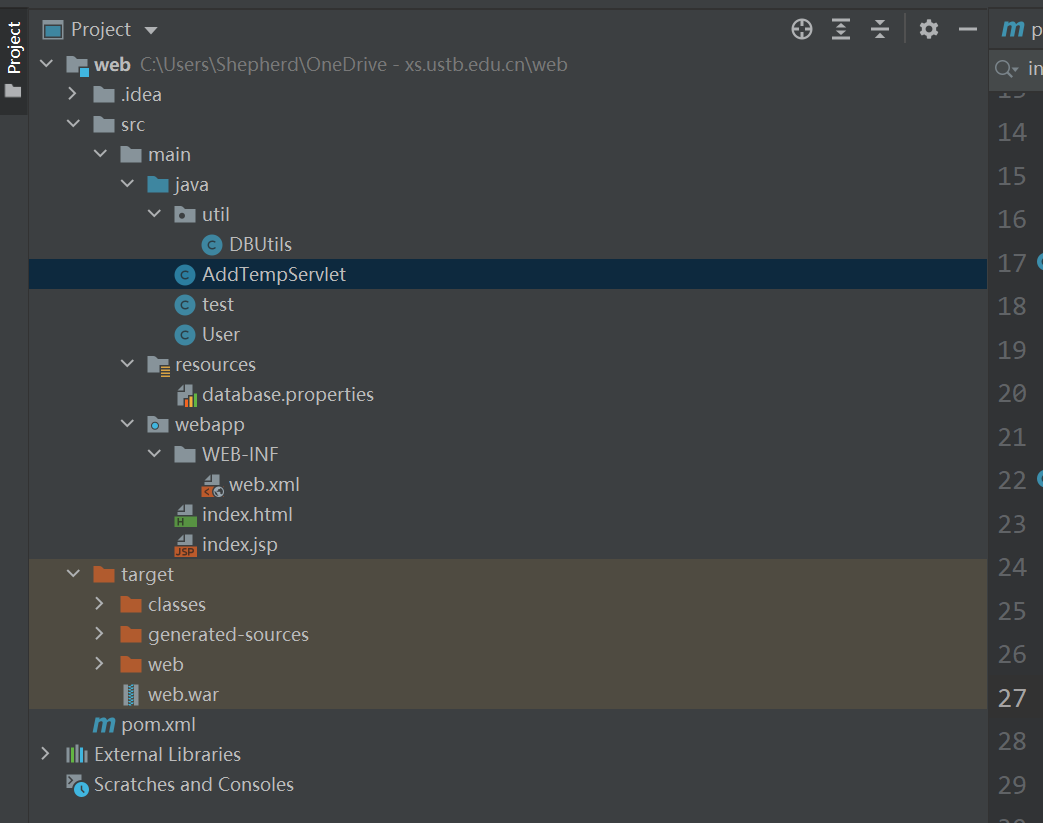 Project
Project
web C:\Users\Shepherd\OneDrive - xs.ustb.edu.cn\web
.idea
src
main
java
util
C DBUtils
C AddTempServlet
C test
C User
resources
database.properties
webapp
WEB-INF
web.xml
H index.html
JSP index.jsp
target
classes
generated-sources
web
web.war
m pom.xml
External Libraries
Scratches and Consoles
m p
in
14
15
16
17
18
19
20
21
22
23
24
25
26
27
28
29